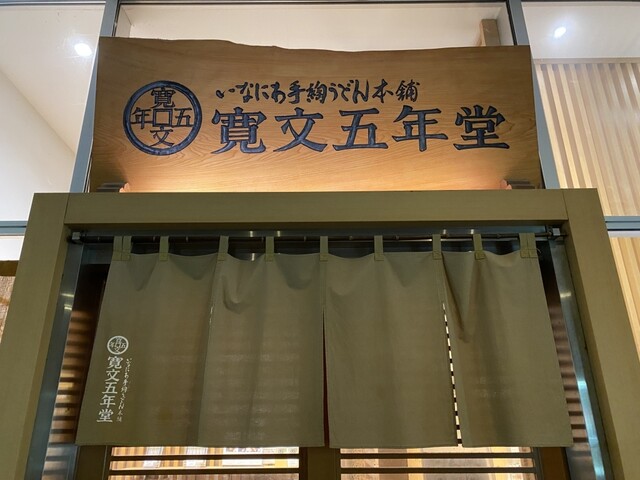 いなにわ手綯うどん本舗
寛文五年堂
寛
五
文
年
いなにわ手綯うどん本舗
寛文五年堂